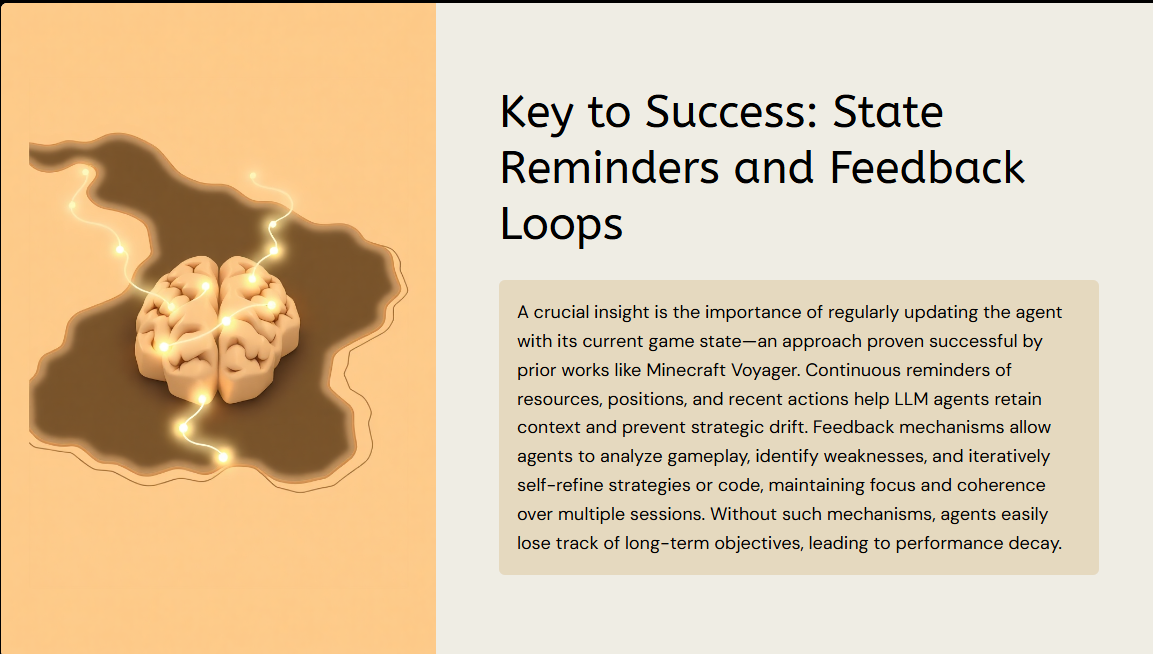 Key to Success: State
Reminders and Feedback
Loops
A crucial insight is the importance of regularly updating the agent
with its current game state—an approach proven successful by
prior works like Minecraft Voyager. Continuous reminders of
resources, positions, and recent actions help LLM agents retain
context and prevent strategic drift. Feedback mechanisms allow
agents to analyze gameplay, identify weaknesses, and iteratively
self-refine strategies or code, maintaining focus and coherence
over multiple sessions. Without such mechanisms, agents easily
lose track of long-term objectives, leading to performance decay.